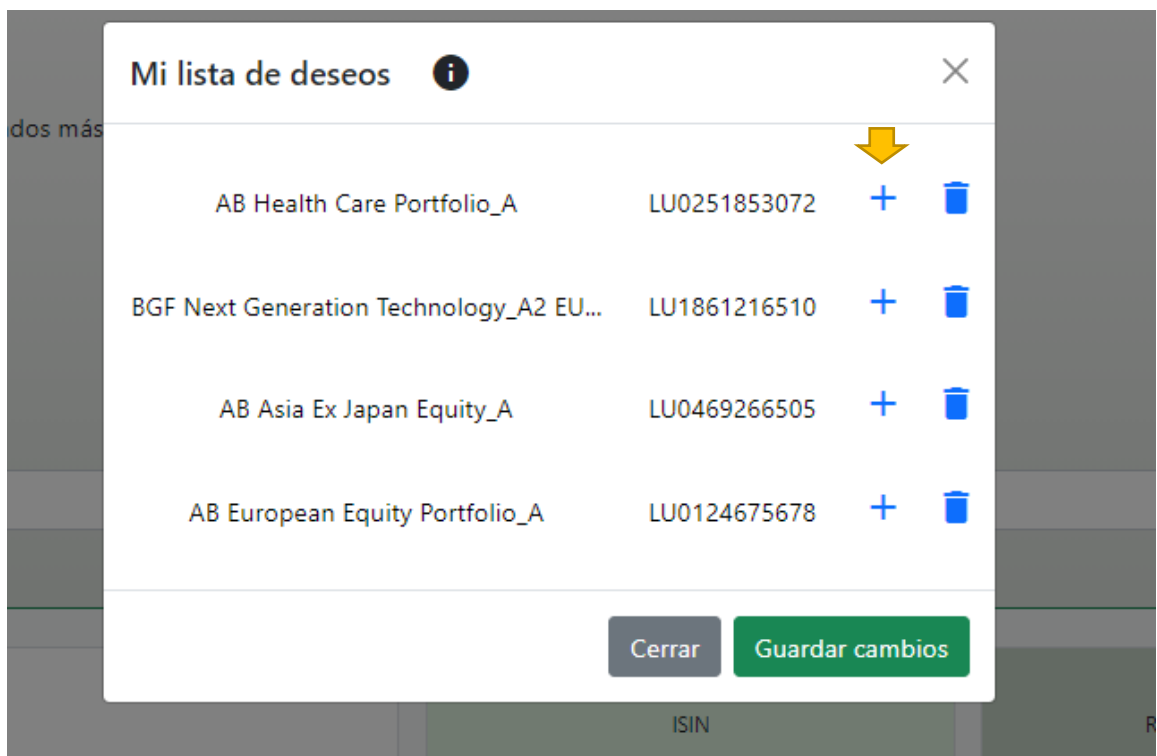 Mi lista de deseos i
dos más
AB Health Care Portfolio_A LU0251853072
BGF Next Generation Technology_A2 EU... LU1861216510
AB Asia Ex Japan Equity_A LU0469266505
AB European Equity Portfolio_A LU0124675678
Cerrar Guardar cambios
ISIN R